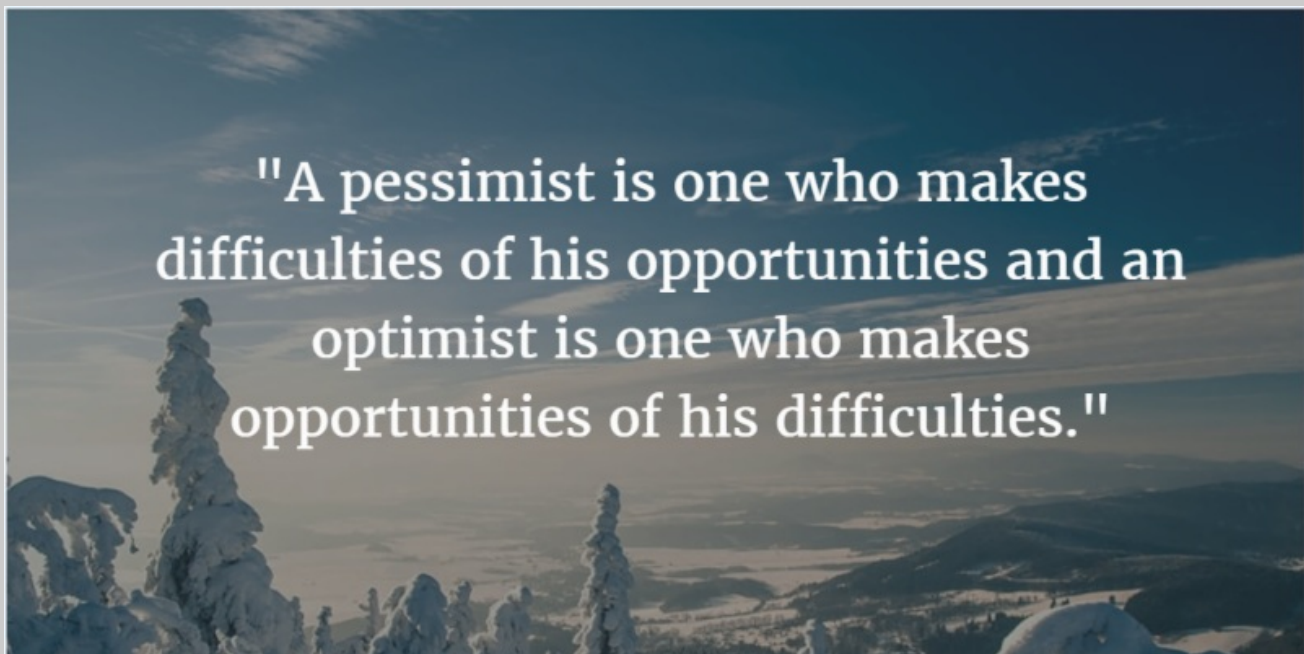 "A pessimist is one who makes
difficulties of his opportunities and an
optimist is one who makes
opportunities of his difficulties."